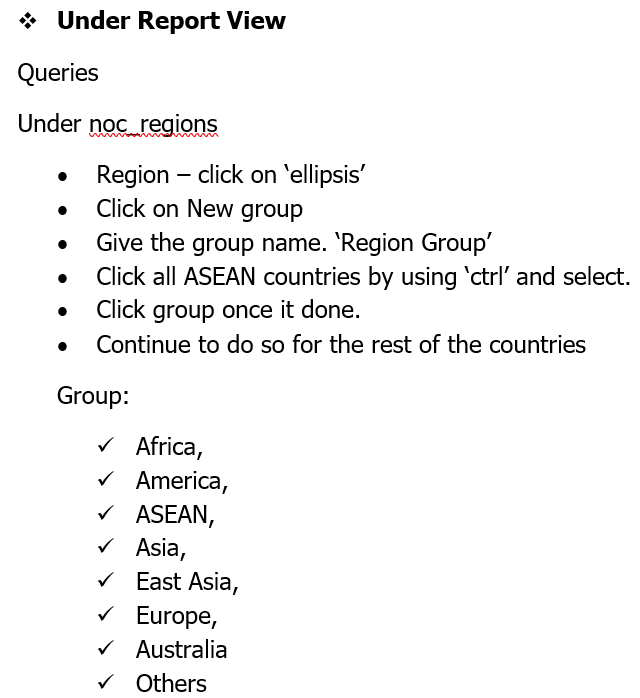 ❖ Under Report View
Queries
Under noc_regions
• Region – click on ‘ellipsis’
• Click on New group
• Give the group name. ‘Region Group’
• Click all ASEAN countries by using ‘ctrl’ and select.
• Click group once it done.
• Continue to do so for the rest of the countries
Group:
✓ Africa,
✓ America,
✓ ASEAN,
✓ Asia,
✓ East Asia,
✓ Europe,
✓ Australia
✓ Others